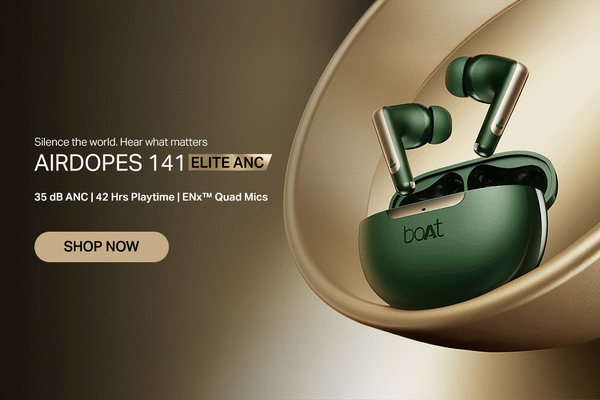 Silence the world. Hear what matters
AIRDOPES 141 ELITE ANC
35 dB ANC | 42 Hrs Playtime | ENx™ Quad Mics
SHOP NOW
boAt